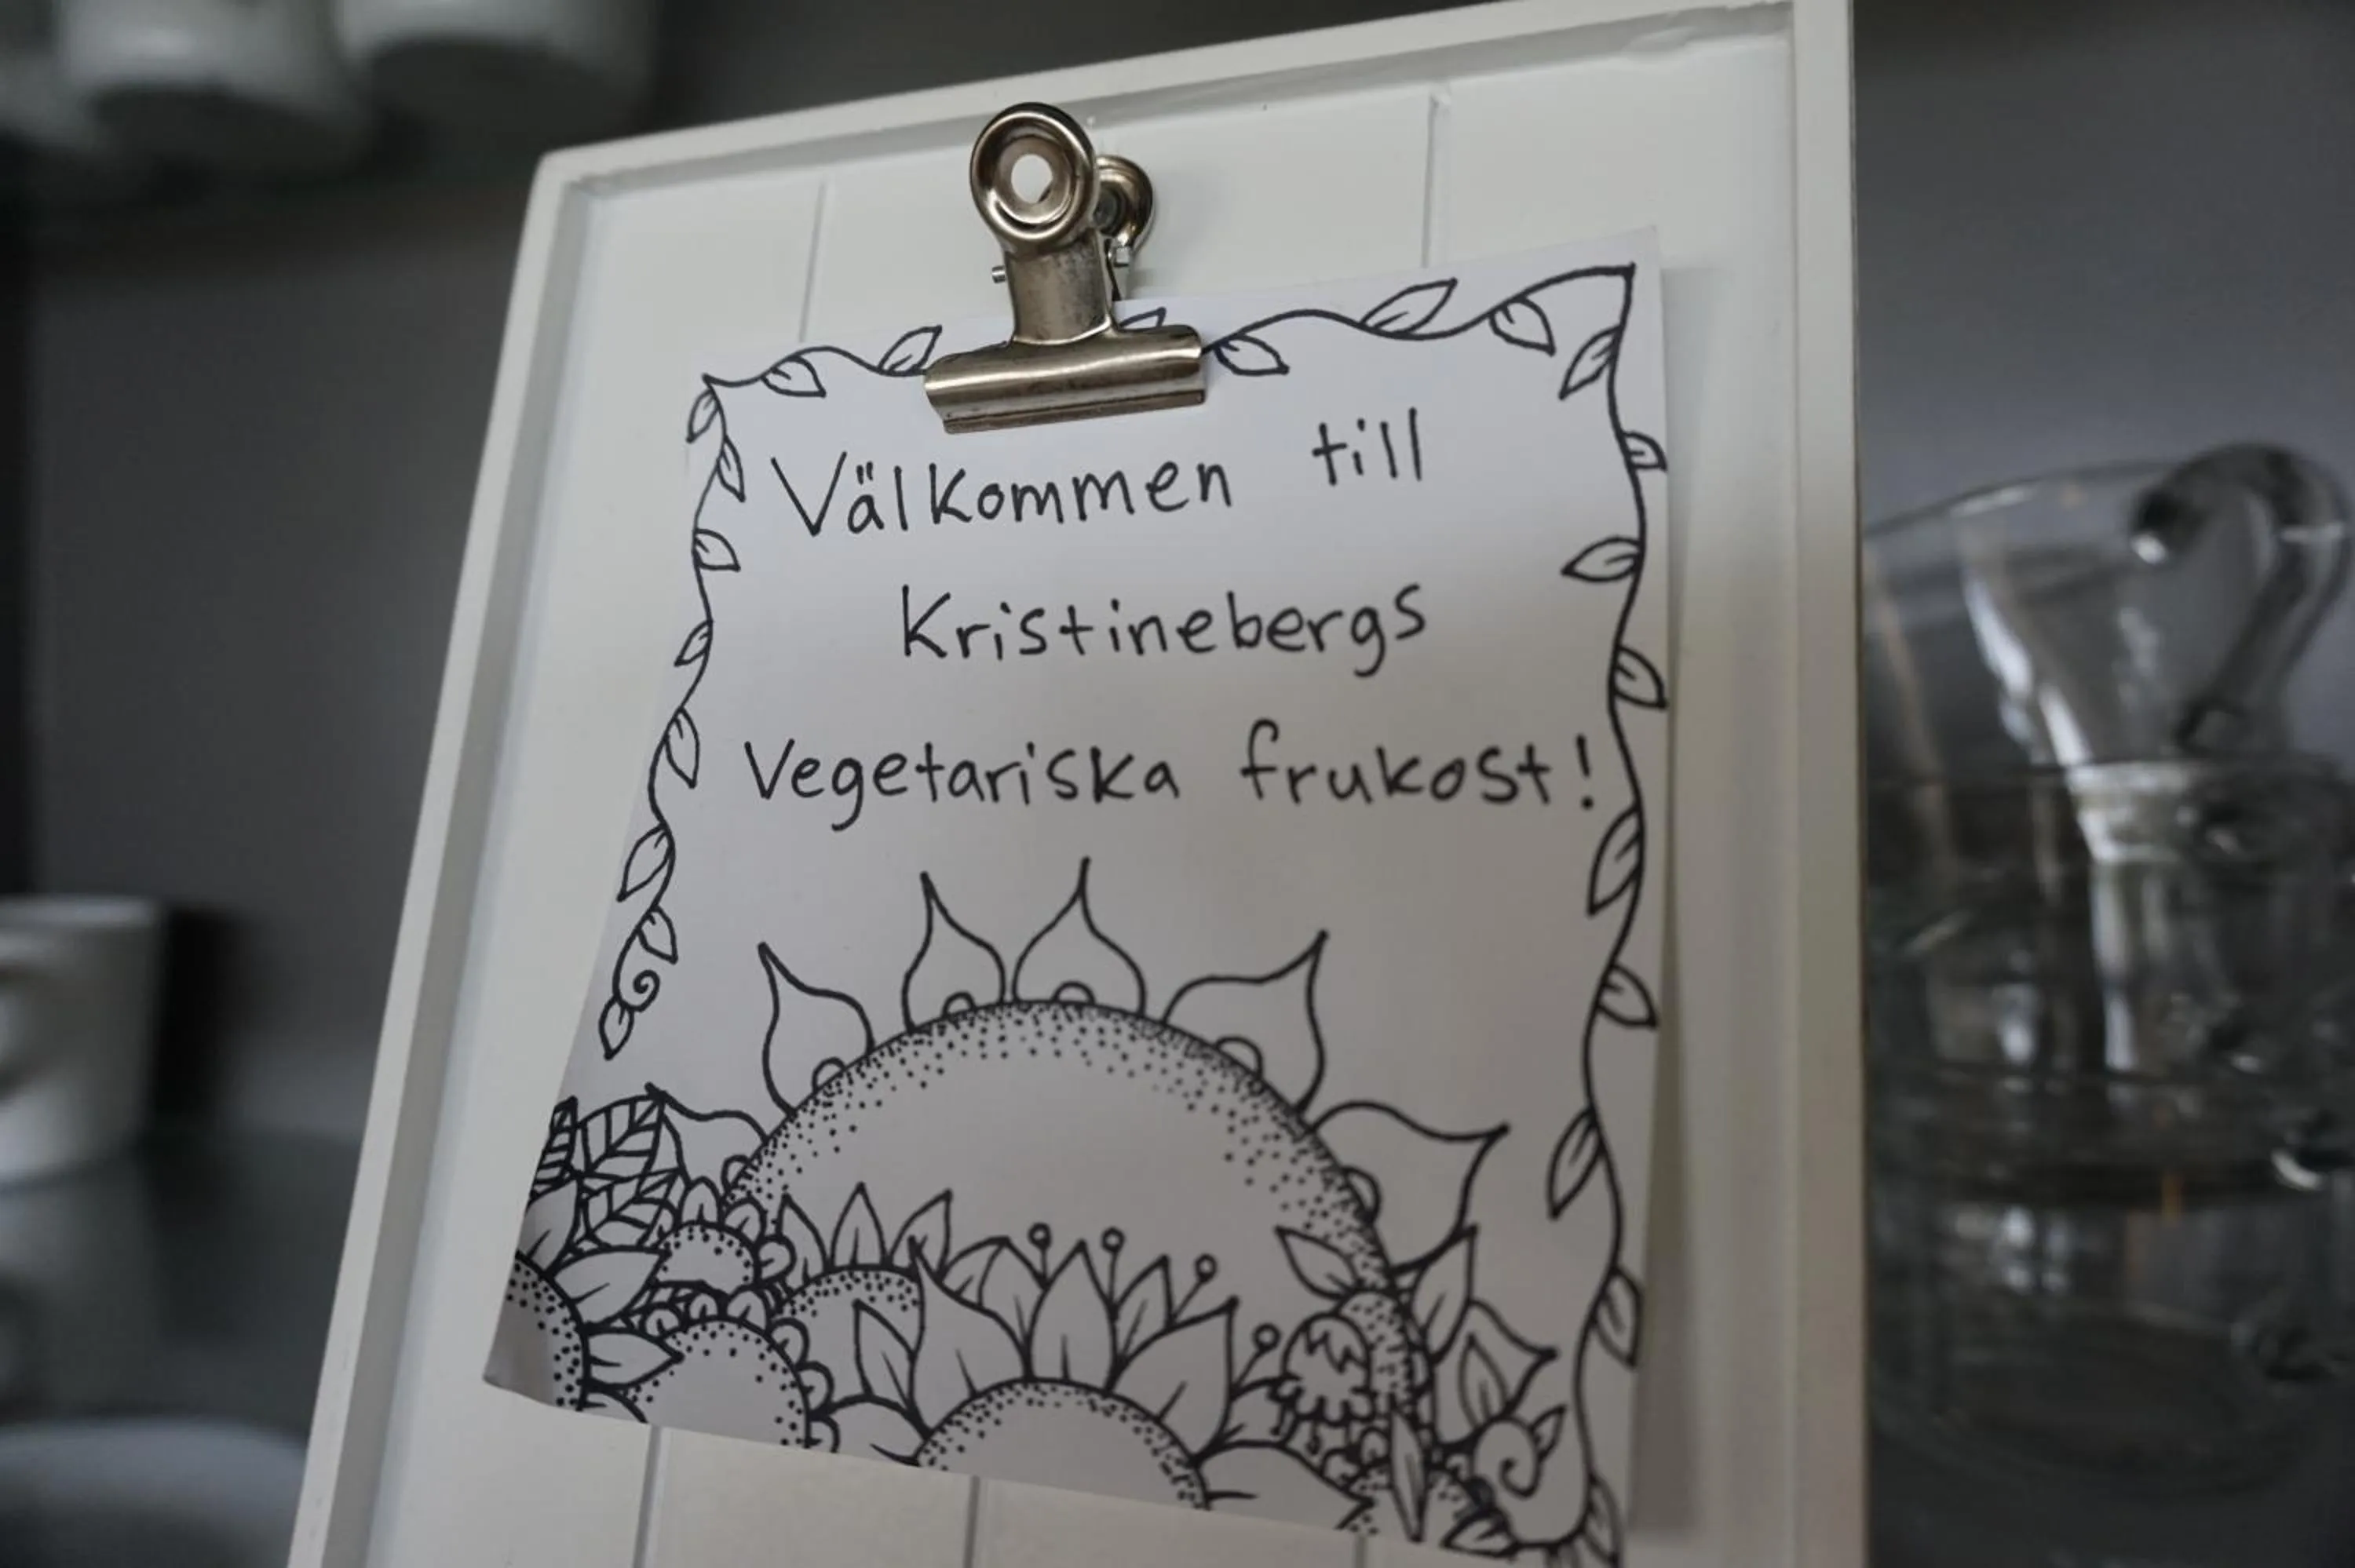 Välkommen till
Kristinebergs
Vegetariska frukost!